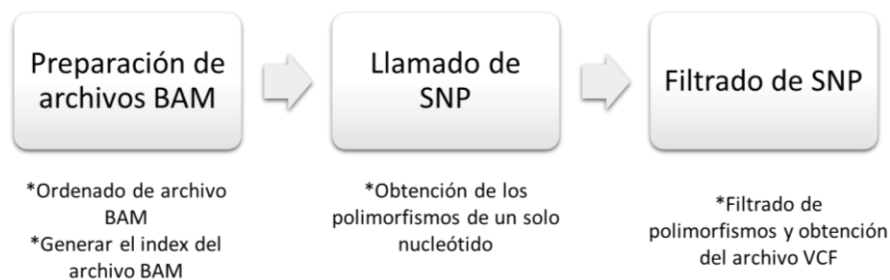 Preparación de
archivos BAM
Llamado de
SNP
Filtrado de SNP
*Ordenado de archivo
BAM
*Generar el index del
archivo BAM
*Obtención de los
polimorfismos de un solo
nucleótido
*Filtrado de
polimorfismos y obtención
del archivo VCF